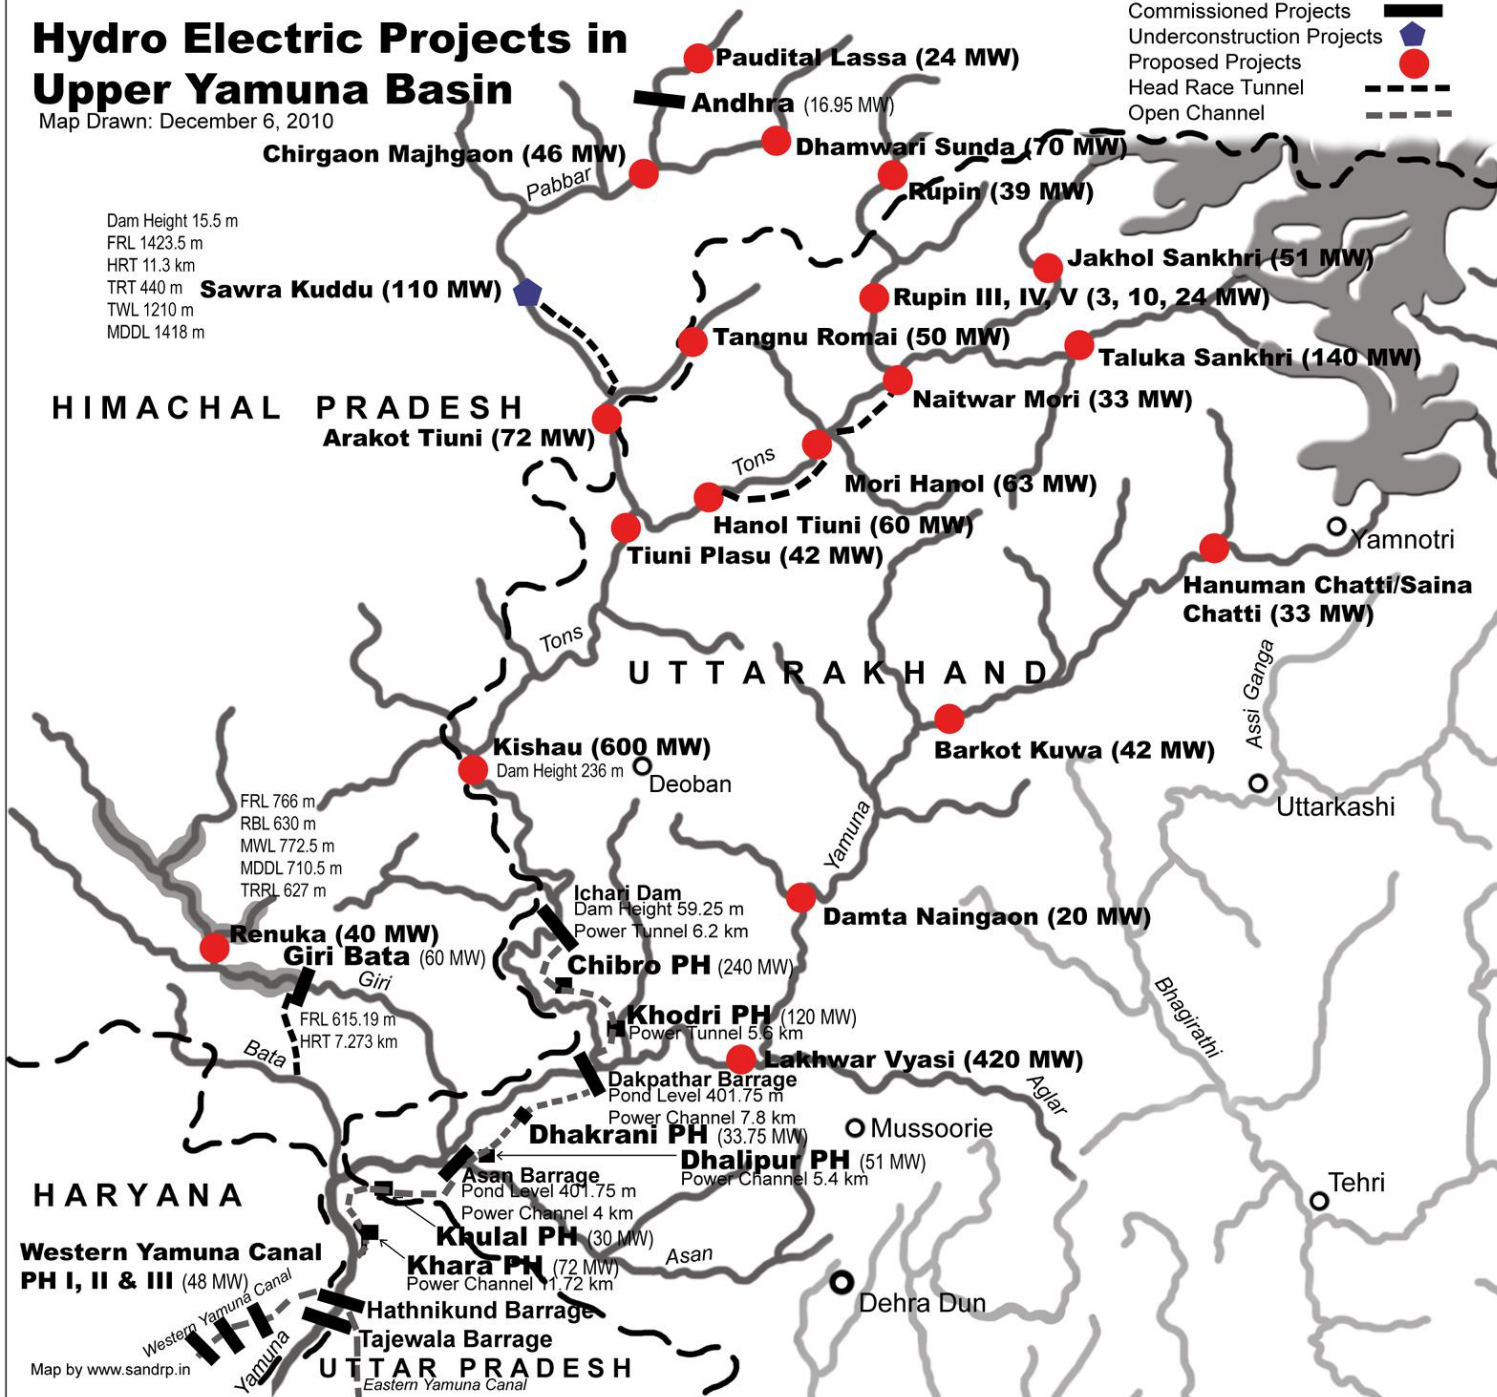 Hydro Electric Projects in
Upper Yamuna Basin
Map Drawn: December 6, 2010
Commissioned Projects
Underconstruction Projects
Proposed Projects
Head Race Tunnel
Open Channel
Paudital Lassa (24 MW)
Andhra (16.95 MW)
Chirgaon Majhgaon (46 MW)
Dhamwari Sunda (70 MW)
Pabbar
Rupin (39 MW)
Dam Height 15.5 m
FRL 1423.5 m
HRT 11.3 km
TRT 440 m
TWL 1210 m
MDDL 1418 m
Sawra Kuddu (110 MW)
Jakhol Sankhri (51 MW)
Rupin III, IV, V (3, 10, 24 MW)
Tangnu Romai (50 MW)
Taluka Sankhri (140 MW)
HIMACHAL PRADESH
Naitwar Mori (33 MW)
Arakot Tiuni (72 MW)
Tons
Mori Hanol (63 MW)
Hanol Tiuni (60 MW)
Tiuni Plasu (42 MW)
Yamnotri
Hanuman Chatti/Saina
Chatti (33 MW)
Tons
UTTARAKHAND
Assi Ganga
Kishau (600 MW)
Dam Height 236 m
Deoban
Barkot Kuwa (42 MW)
Uttarkashi
FRL 766 m
RBL 630 m
MWL 772.5 m
MDDL 710.5 m
TRRL 627 m
Yamuna
Ichari Dam
Dam Height 59.25 m
Power Tunnel 6.2 km
Damta Naingaon (20 MW)
Renuka (40 MW)
Giri Bata (60 MW)
Giri
Chibro PH (240 MW)
FRL 615.19 m
HRT 7.273 km
Khodri PH (120 MW)
Power Tunnel 5.6 km
Bhagirathi
Bata
Lakhwar Vyasi (420 MW)
Aglar
Dakpathar Barrage
Pond Level 401.75 m
Power Channel 7.8 km
Dhakrani PH (33.75 MW)
Mussoorie
Dhalipur PH (51 MW)
Power Channel 5.4 km
Asan Barrage
Pond Level 401.75 m
Power Channel 4 km
Tehri
HARYANA
Khulal PH (30 MW)
Khara PH (72 MW)
Power Channel 11.72 km
Asan
Western Yamuna Canal
PH I, II & III (48 MW)
Western Yamuna Canal
Hathnikund Barrage
Tajewala Barrage
Dehra Dun
Map by www.sandrp.in
Yamuna
UTTAR PRADESH
Eastern Yamuna Canal